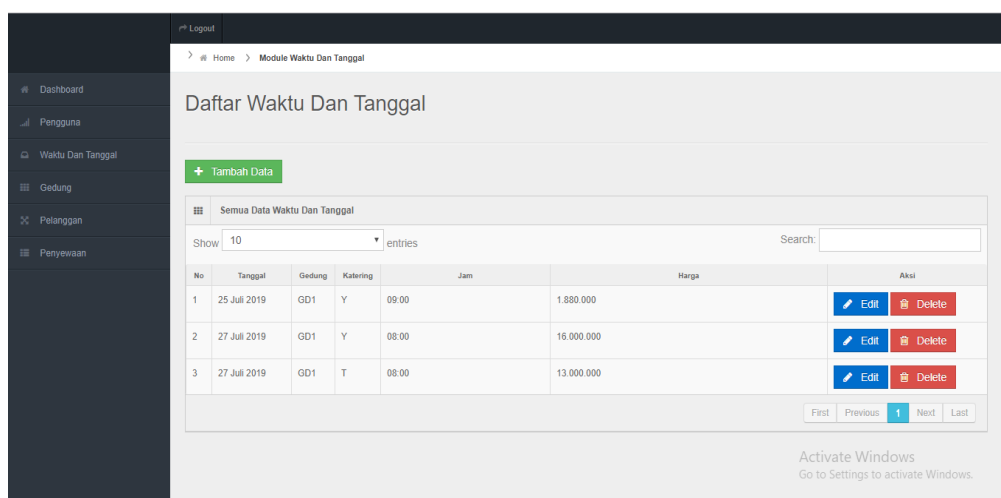 Logout
Home > Module Waktu Dan Tanggal
Dashboard
Pengguna
Waktu Dan Tanggal
Gedung
Pelanggan
Penyewaan
Daftar Waktu Dan Tanggal
+ Tambah Data
Semua Data Waktu Dan Tanggal
Show 10 entries Search:
No Tanggal Gedung Katering Jam Harga Aksi
1 25 Juli 2019 GD1 Y 09:00 1.880.000 Edit Delete
2 27 Juli 2019 GD1 Y 08:00 16.000.000 Edit Delete
3 27 Juli 2019 GD1 T 08:00 13.000.000 Edit Delete
First Previous 1 Next Last
Activate Windows
Go to Settings to activate Windows.